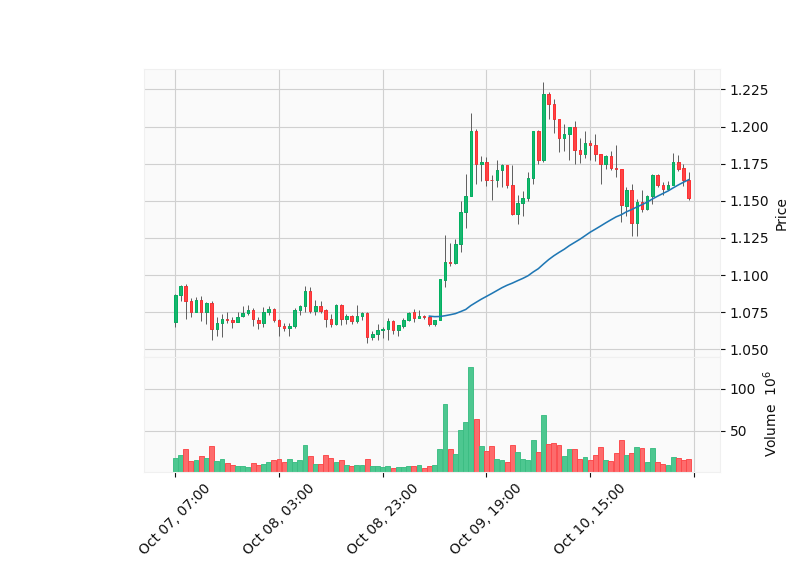 1.225
1.200
1.175
1.150
1.125
1.100
1.075
1.050
Price
100
50
Volume 10⁶
Oct 07, 07:00
Oct 08, 03:00
Oct 08, 23:00
Oct 09, 19:00
Oct 10, 15:00